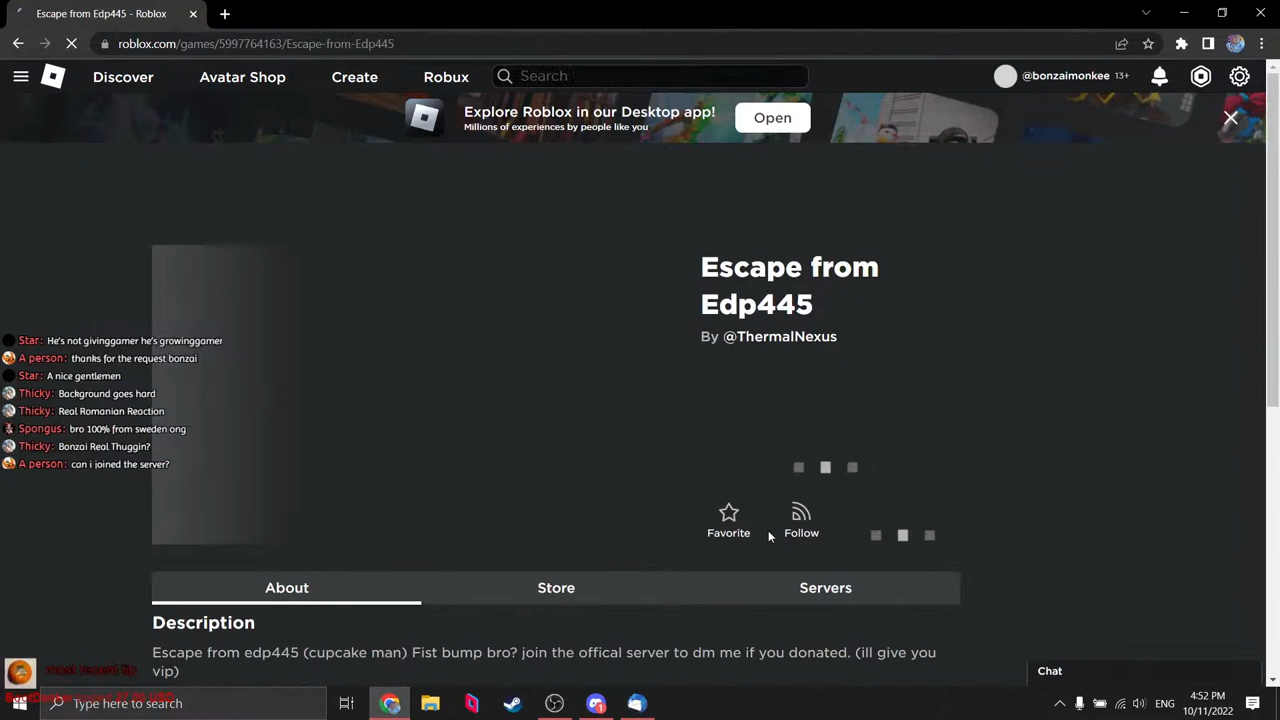 Escape from Edp445 - Roblox
roblox.com/games/5997764163/Escape-from-Edp445
Discover
Avatar Shop
Create
Robux
Search
@bonzaimonkee 13+
Explore Roblox in our Desktop app!
Millions of experiences by people like you
Open
Escape from
Edp445
By @ThermalNexus
Star: He's not givinggamer he's growinggamer
A person: thanks for the request bonzai
Star: A nice gentlemen
Thicky: Background goes hard
Thicky: Real Romanian Reaction
Spongus: bro 100% from sweden ong
Thicky: Bonzai Real Thuggin?
A person: can i joined the server?
Favorite
Follow
About
Store
Servers
Description
Escape from edp445 (cupcake man) Fist bump bro? join the offical server to dm me if you donated. (ill give you
vip)
Chat
most recent tip
USD
Type here to search
ENG
4:52 PM
10/11/2022